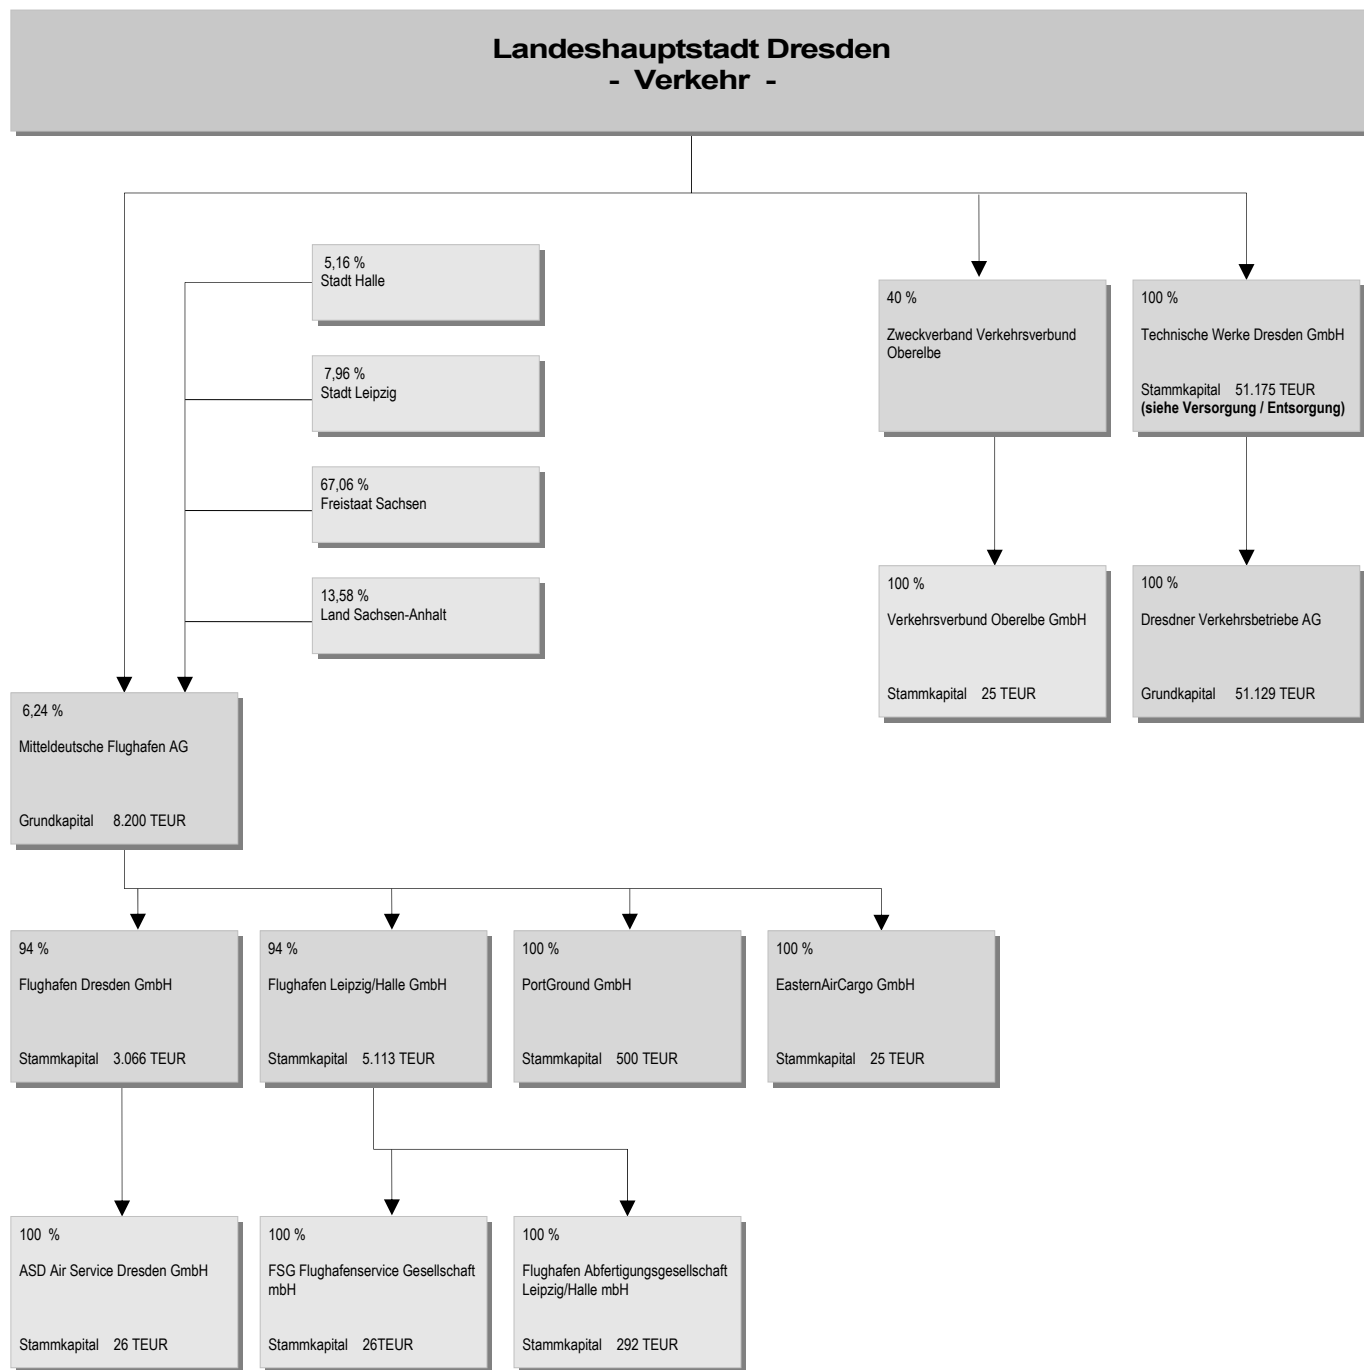 Landeshauptstadt Dresden
- Verkehr -
5,16 %
Stadt Halle
7,96 %
Stadt Leipzig
67,06 %
Freistaat Sachsen
13,58 %
Land Sachsen-Anhalt
40 %
Zweckverband Verkehrsverbund
Oberelbe
100 %
Technische Werke Dresden GmbH
Stammkapital 51.175 TEUR
(siehe Versorgung / Entsorgung)
100 %
Verkehrsverbund Oberelbe GmbH
Stammkapital 25 TEUR
100 %
Dresdner Verkehrsbetriebe AG
Grundkapital 51.129 TEUR
6,24 %
Mitteldeutsche Flughafen AG
Grundkapital 8.200 TEUR
94 %
Flughafen Dresden GmbH
Stammkapital 3.066 TEUR
94 %
Flughafen Leipzig/Halle GmbH
Stammkapital 5.113 TEUR
100 %
PortGround GmbH
Stammkapital 500 TEUR
100 %
EasternAirCargo GmbH
Stammkapital 25 TEUR
100 %
ASD Air Service Dresden GmbH
Stammkapital 26 TEUR
100 %
FSG Flughafenservice Gesellschaft
mbH
Stammkapital 26TEUR
100 %
Flughafen Abfertigungsgesellschaft
Leipzig/Halle mbH
Stammkapital 292 TEUR